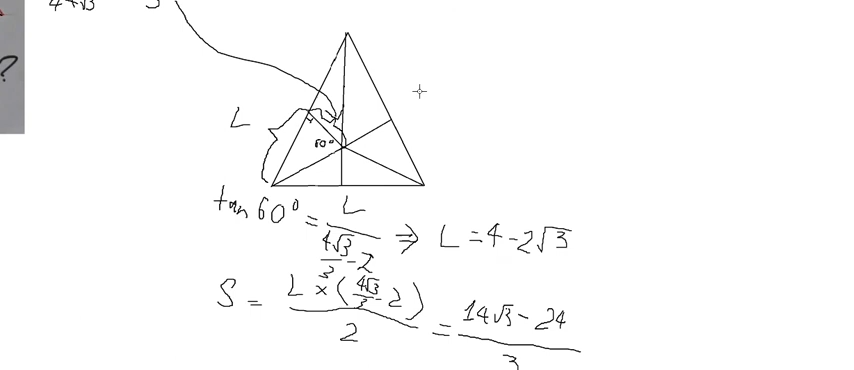 ?
L
60°
tan 60° = L / (4√3/3 - 2) ⇒ L = 4 - 2√3
S = L × (4√3/3 - 2) / 2 = 14√3 - 24 / 3